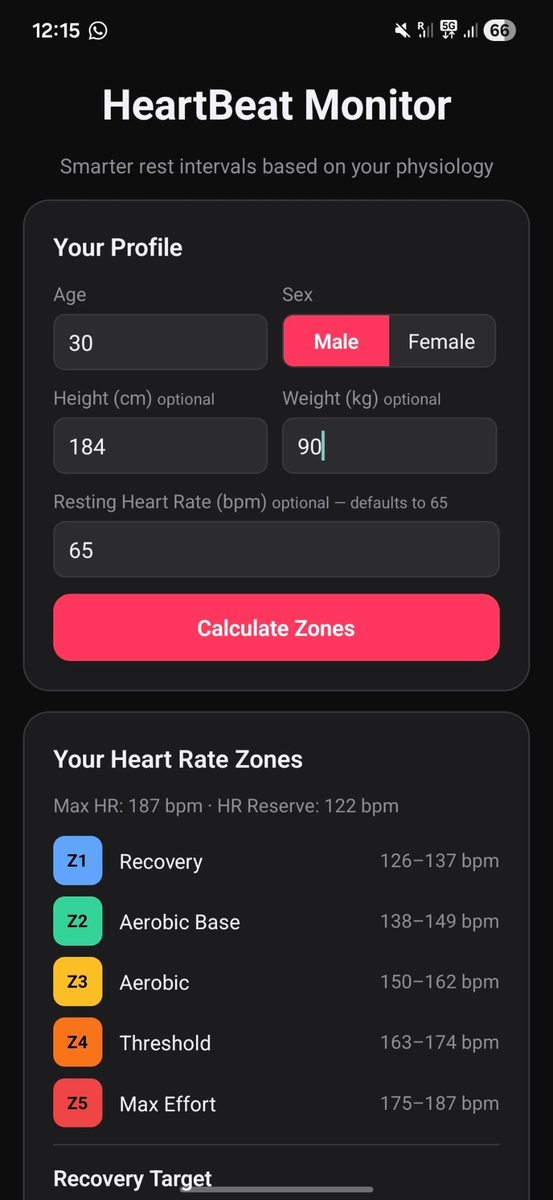 12:15
R
5G
66
HeartBeat Monitor
Smarter rest intervals based on your physiology
Your Profile
Age
Sex
30
Male
Female
Height (cm) optional
Weight (kg) optional
184
90
Resting Heart Rate (bpm) optional — defaults to 65
65
Calculate Zones
Your Heart Rate Zones
Max HR: 187 bpm · HR Reserve: 122 bpm
Z1 Recovery 126–137 bpm
Z2 Aerobic Base 138–149 bpm
Z3 Aerobic 150–162 bpm
Z4 Threshold 163–174 bpm
Z5 Max Effort 175–187 bpm
Recovery Target